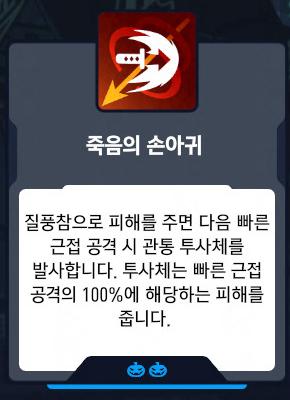 죽음의 손아귀
질풍참으로 피해를 주면 다음 빠른
근접 공격 시 관통 투사체를
발사합니다. 투사체는 빠른 근접
공격의 100%에 해당하는 피해를
줍니다.